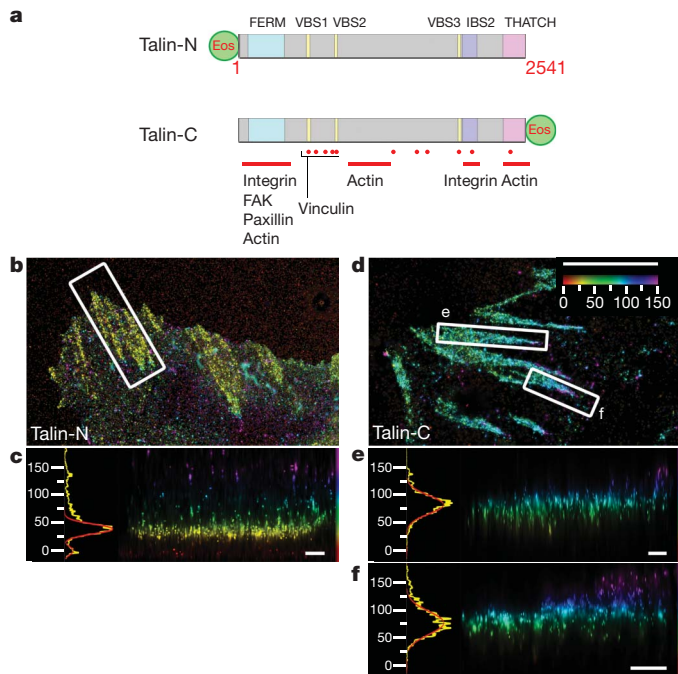 a
FERM VBS1 VBS2 VBS3 IBS2 THATCH
Talin-N Eos
1 2541
Talin-C Eos
Integrin Actin Integrin Actin
FAK Vinculin
Paxillin
Actin
b
Talin-N
d
0 50 100 150
e
f
Talin-C
c
150
100
50
0
e
150
100
50
0
f
150
100
50
0